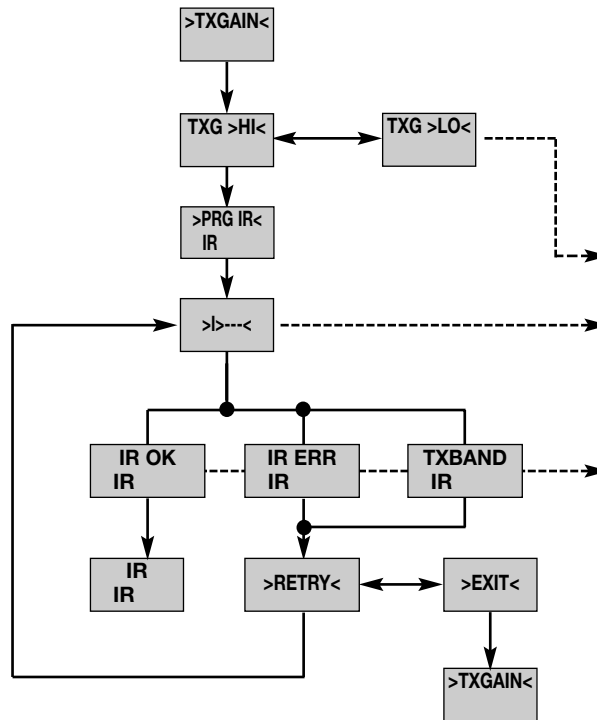 >TXGAIN<
TXG >HI<
TXG >LO<
>PRG IR<
IR
>I>----<
IR OK
IR
IR ERR
IR
TXBAND
IR
IR
IR
>RETRY<
>EXIT<
>TXGAIN<